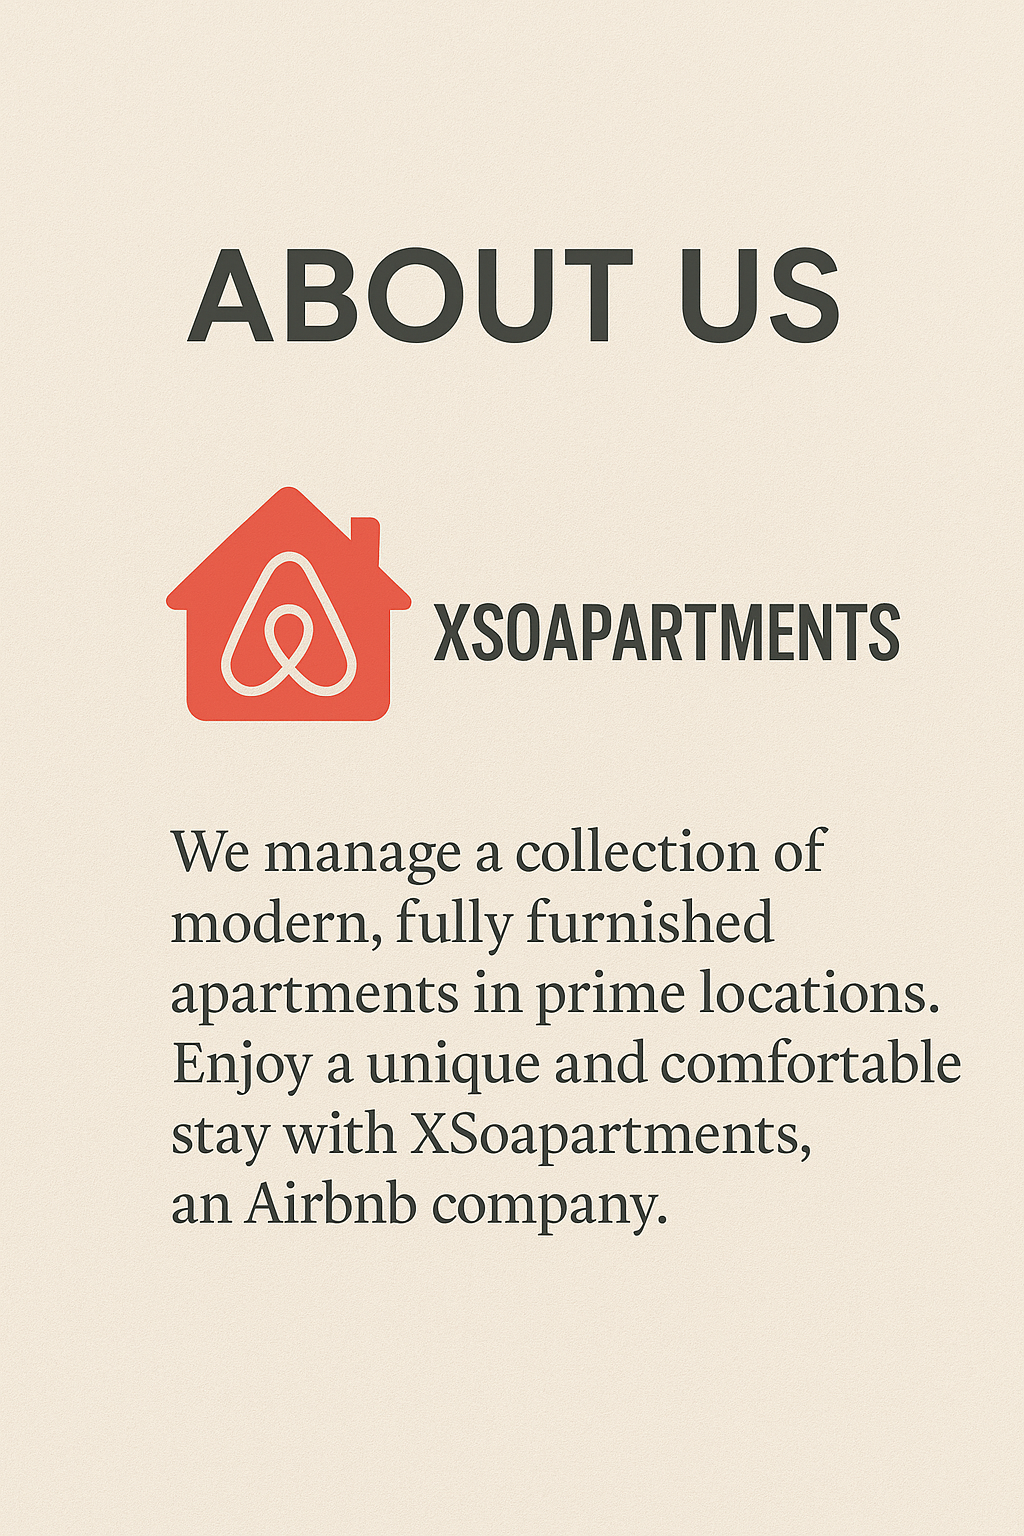 ABOUT US
XSOAPARTMENTS
We manage a collection of
modern, fully furnished
apartments in prime locations.
Enjoy a unique and comfortable
stay with XSoapartments,
an Airbnb company.